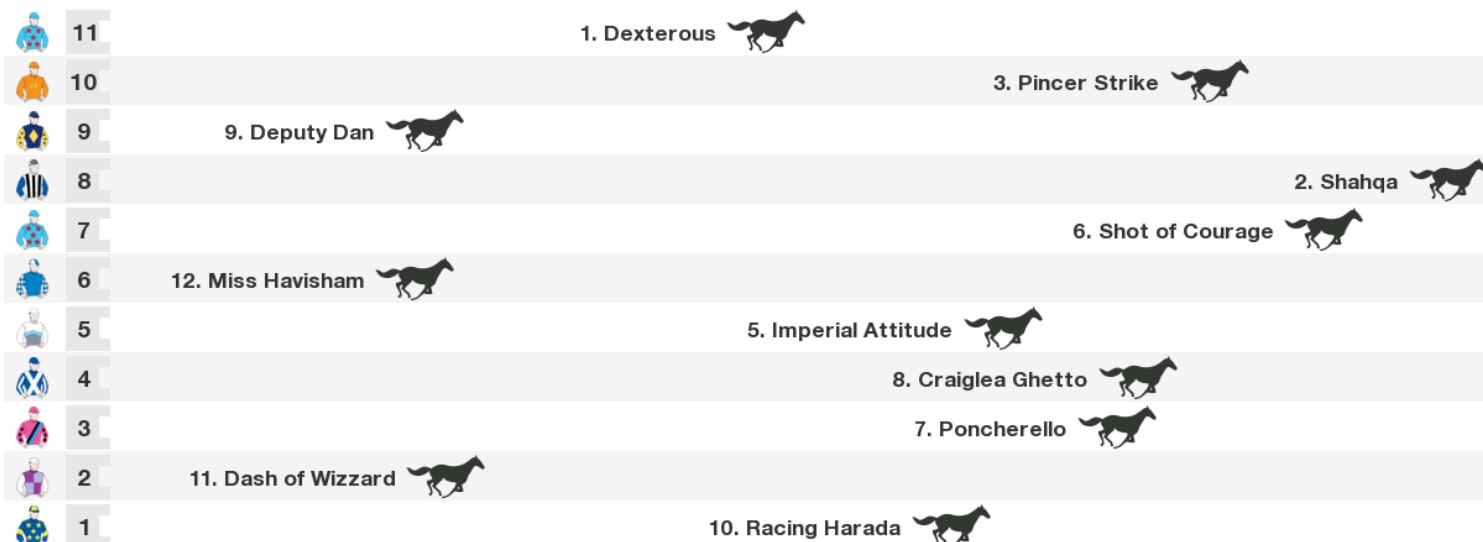 11 1. Dexterous
10 3. Pincer Strike
9 9. Deputy Dan
8 2. Shahqa
7 6. Shot of Courage
6 12. Miss Havisham
5 5. Imperial Attitude
4 8. Craiglea Ghetto
3 7. Poncherello
2 11. Dash of Wizzard
1 10. Racing Harada